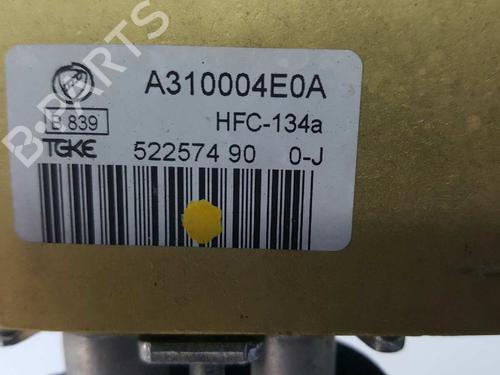 B-PARTS
A310004E0A
B 839
HFC-134a
TGKE
522574 90 0-J